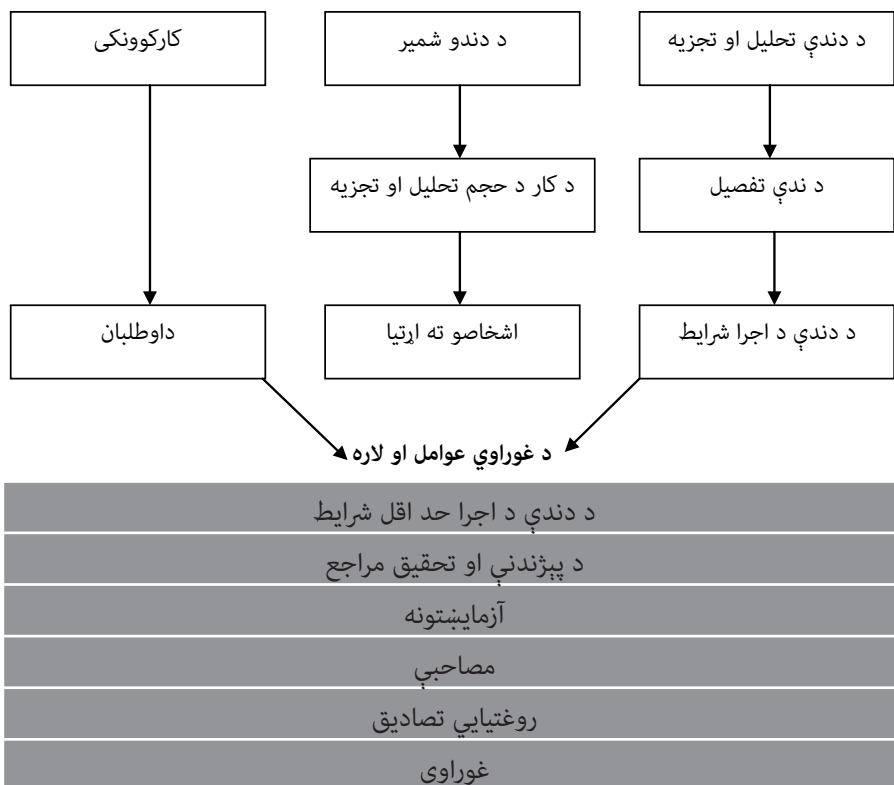 د دندې تحلیل او تجزیه
د دندو شمیر
کارکوونکی
د ندې تفصیل
د کار د حجم تحلیل او تجزیه
د دندې د اجرا شرایط
اشخاصو ته اړتیا
داوطلبان
د غوراوي عوامل او لاره
د دندې د اجرا حد اقل شرایط
د پېژندنې او تحقیق مراجع
آزمایښتونه
مصاحبې
روغتیایي تصادیق
غوراوی